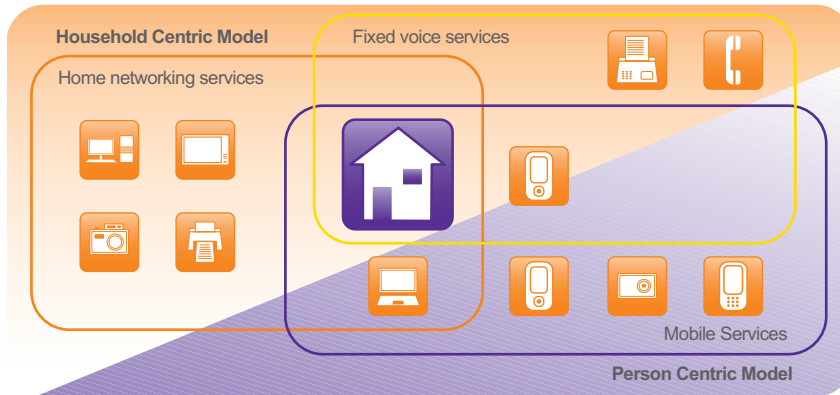 Household Centric Model
Fixed voice services
Home networking services
Mobile Services
Person Centric Model